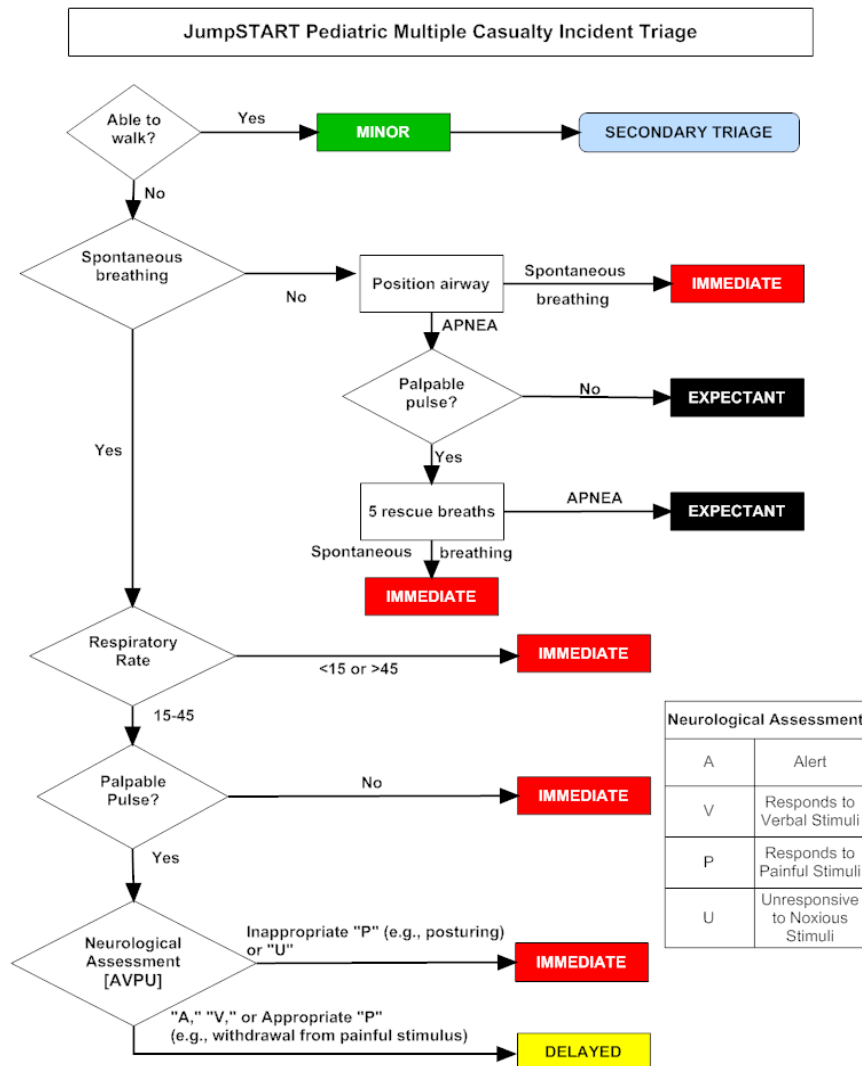 JumpSTART Pediatric Multiple Casualty Incident Triage
Able to
walk?
Yes
MINOR
SECONDARY TRIAGE
No
Spontaneous
breathing
No
Position airway
Spontaneous
breathing
IMMEDIATE
APNEA
Palpable
pulse?
No
EXPECTANT
Yes
Yes
5 rescue breaths
APNEA
EXPECTANT
Spontaneous breathing
IMMEDIATE
Respiratory
Rate
<15 or >45
IMMEDIATE
15-45
Palpable
Pulse?
No
IMMEDIATE
Yes
Neurological
Assessment
[AVPU]
Inappropriate "P" (e.g., posturing)
or "U"
IMMEDIATE
"A," "V," or Appropriate "P"
(e.g., withdrawal from painful stimulus)
DELAYED
Neurological Assessment
A
Alert
V
Responds to
Verbal Stimuli
P
Responds to
Painful Stimuli
U
Unresponsive
to Noxious
Stimuli